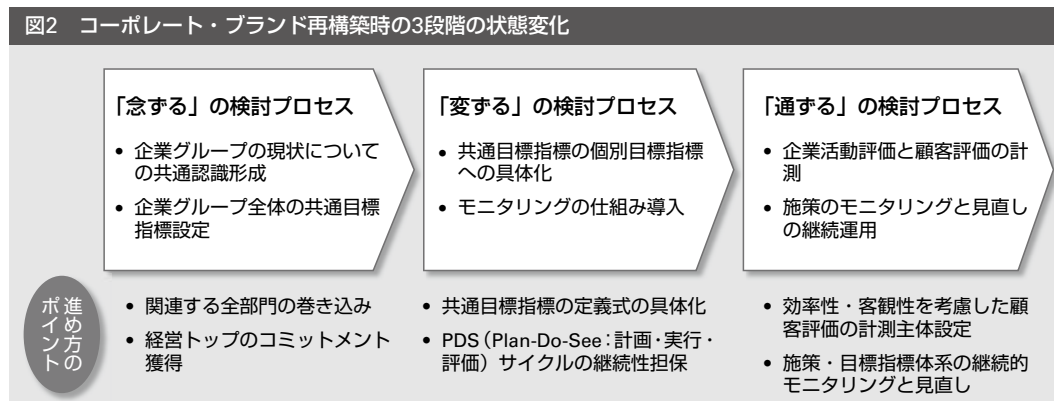 図2 コーポレート・ブランド再構築時の3段階の状態変化
「念ずる」の検討プロセス
• 企業グループの現状について
の共通認識形成
• 企業グループ全体の共通目標
指標設定
「変ずる」の検討プロセス
• 共通目標指標の個別目標指標
への具体化
• モニタリングの仕組み導入
「通ずる」の検討プロセス
• 企業活動評価と顧客評価の計
測
• 施策のモニタリングと見直し
の継続運用
進め方の
ポイント
• 関連する全部門の巻き込み
• 経営トップのコミットメント
獲得
• 共通目標指標の定義式の具体化
• PDS（Plan-Do-See：計画・実行・
評価）サイクルの継続性担保
• 効率性・客観性を考慮した顧
客評価の計測主体設定
• 施策・目標指標体系の継続的
モニタリングと見直し